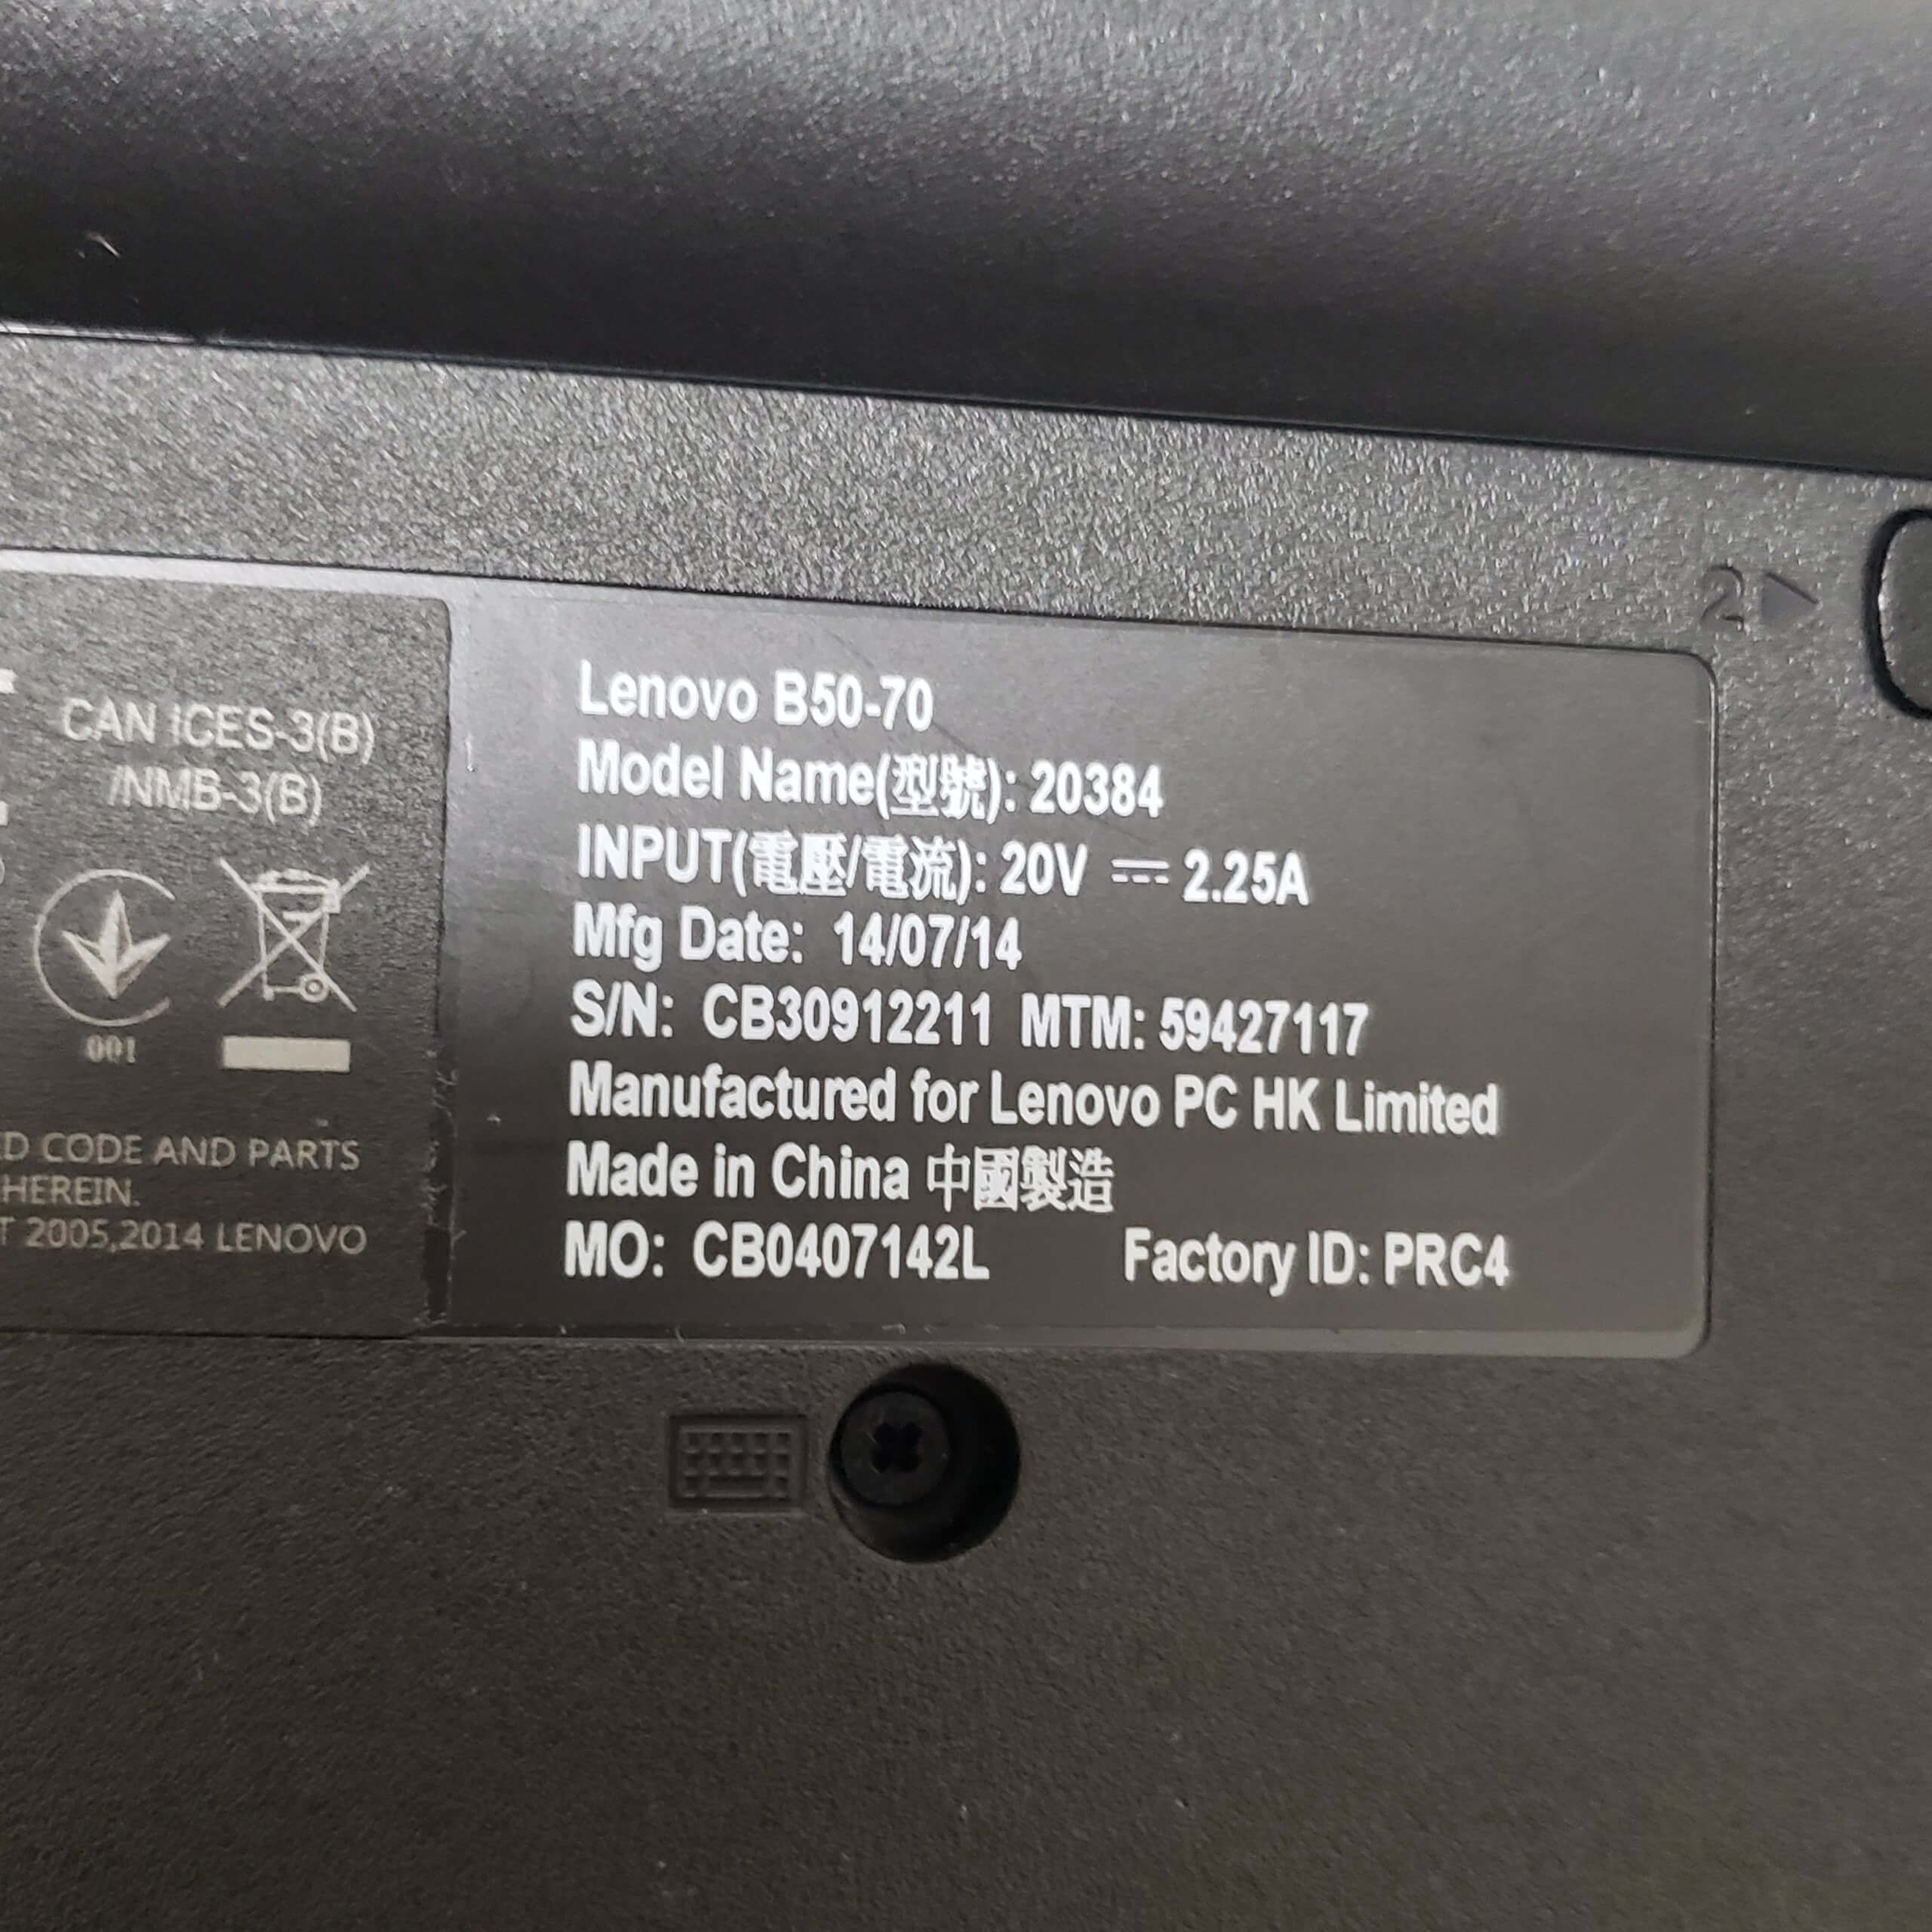 CAN ICES-3(B)
/NMB-3(B)
001
ED CODE AND PARTS
HEREIN.
T 2005,2014 LENOVO
Lenovo B50-70
Model Name(型號): 20384
INPUT(電壓/電流): 20V ⎓ 2.25A
Mfg Date: 14/07/14
S/N: CB30912211 MTM: 59427117
Manufactured for Lenovo PC HK Limited
Made in China 中國製造
MO: CB0407142L Factory ID: PRC4
2